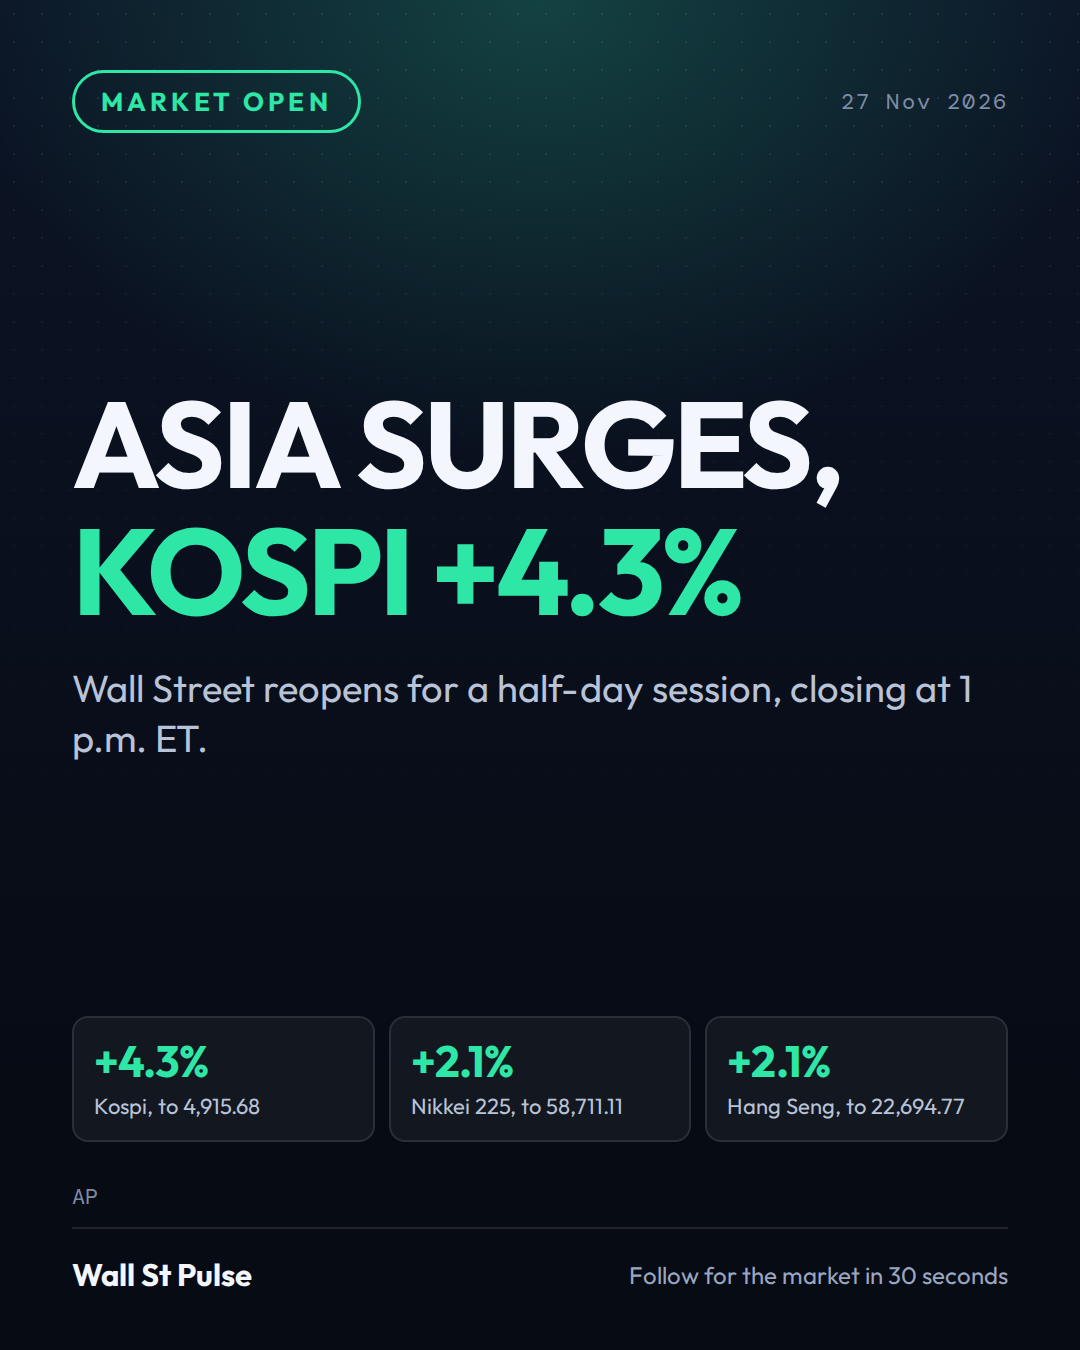 MARKET OPEN
27 Nov 2026
ASIA SURGES,
KOSPI +4.3%
Wall Street reopens for a half-day session, closing at 1
p.m. ET.
+4.3%
Kospi, to 4,915.68
+2.1%
Nikkei 225, to 58,711.11
+2.1%
Hang Seng, to 22,694.77
AP
Wall St Pulse
Follow for the market in 30 seconds